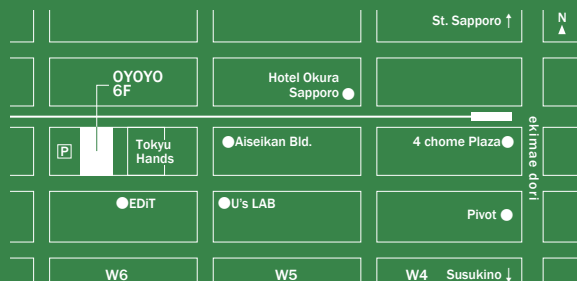 St. Sapporo ↑
N
OYOYO
6F
Hotel Okura
Sapporo
P
Tokyu
Hands
Aiseikan Bld.
4 chome Plaza
ekimae dori
EDiT
U's LAB
Pivot
W6
W5
W4
Susukino ↓